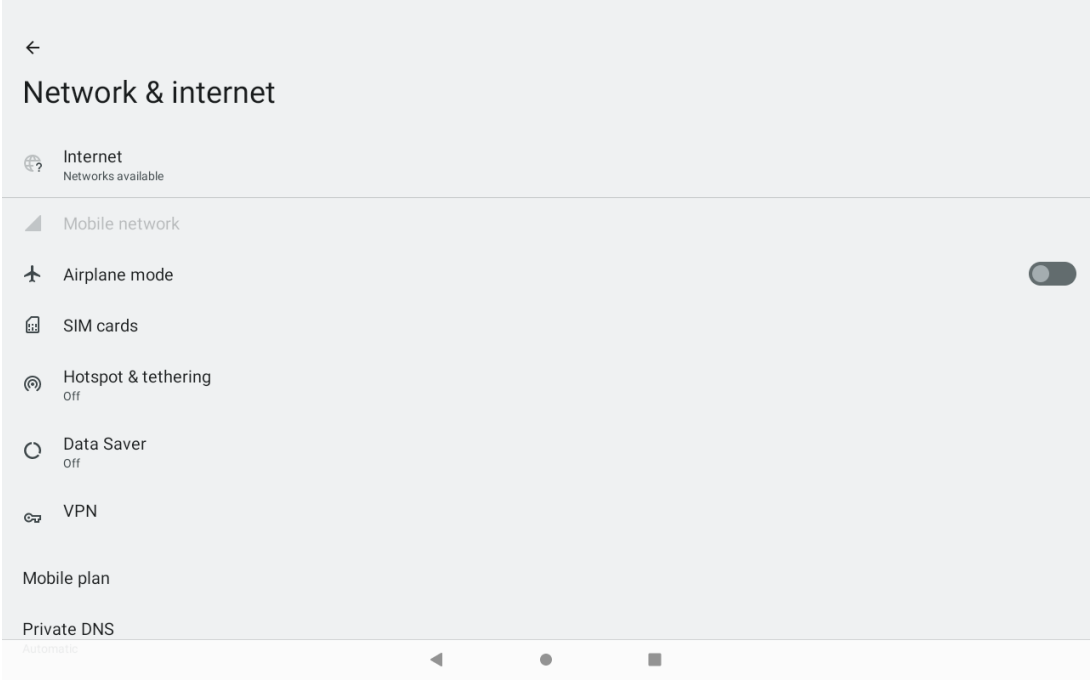 Network & internet
Internet
Networks available
Mobile network
Airplane mode
SIM cards
Hotspot & tethering
Off
Data Saver
Off
VPN
Mobile plan
Private DNS
Automatic